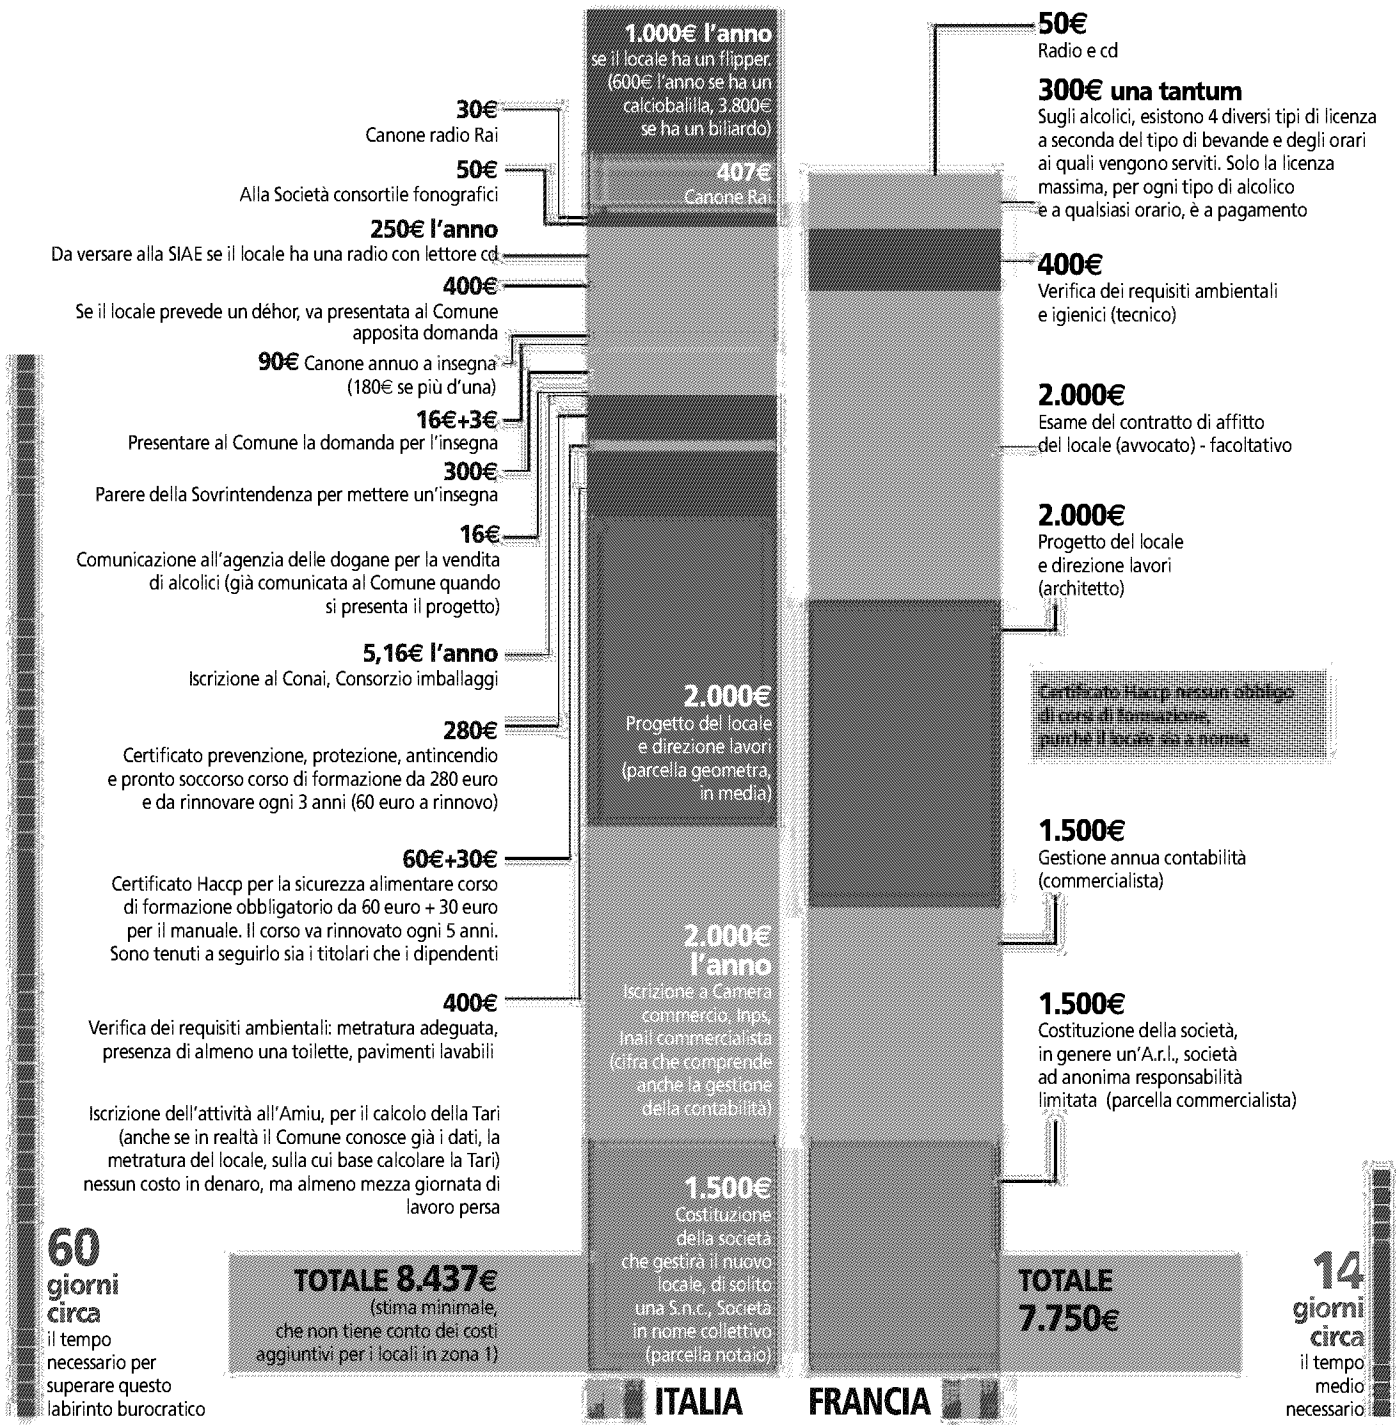 1.000€ l'anno
se il locale ha un flipper.
(600€ l'anno se ha un
calciobalilla, 3.800€
se ha un biliardo)
407€
Canone Rai
30€
Canone radio Rai
50€
Alla Società consortile fonografici
250€ l'anno
Da versare alla SIAE se il locale ha una radio con lettore cd
400€
Se il locale prevede un déhor, va presentata al Comune
apposita domanda
90€ Canone annuo a insegna
(180€ se più d'una)
16€+3€
Presentare al Comune la domanda per l'insegna
300€
Parere della Sovrintendenza per mettere un'insegna
16€
Comunicazione all'agenzia delle dogane per la vendita
di alcolici (già comunicata al Comune quando
si presenta il progetto)
5,16€ l'anno
Iscrizione al Conai, Consorzio imballaggi
280€
Certificato prevenzione, protezione, antincendio
e pronto soccorso corso di formazione da 280 euro
e da rinnovare ogni 3 anni (60 euro a rinnovo)
60€+30€
Certificato Haccp per la sicurezza alimentare corso
di formazione obbligatorio da 60 euro + 30 euro
per il manuale. Il corso va rinnovato ogni 5 anni.
Sono tenuti a seguirlo sia i titolari che i dipendenti
400€
Verifica dei requisiti ambientali: metratura adeguata,
presenza di almeno una toilette, pavimenti lavabili
Iscrizione dell'attività all'Amiu, per il calcolo della Tari
(anche se in realtà il Comune conosce già i dati, la
metratura del locale, sulla cui base calcolare la Tari)
nessun costo in denaro, ma almeno mezza giornata di
lavoro persa
2.000€
Progetto del locale
e direzione lavori
(parcella geometra,
in media)
2.000€
l'anno
Iscrizione a Camera
commercio, Inps,
Inail commercialista
(cifra che comprende
anche la gestione
della contabilità)
1.500€
Costituzione
della società
che gestirà il nuovo
locale, di solito
una S.n.c., Società
in nome collettivo
(parcella notaio)
TOTALE 8.437€
(stima minimale,
che non tiene conto dei costi
aggiuntivi per i locali in zona 1)
60
giorni
circa
il tempo
necessario per
superare questo
labirinto burocratico
ITALIA
50€
Radio e cd
300€ una tantum
Sugli alcolici, esistono 4 diversi tipi di licenza
a seconda del tipo di bevande e degli orari
ai quali vengono serviti. Solo la licenza
massima, per ogni tipo di alcolico
e a qualsiasi orario, è a pagamento
400€
Verifica dei requisiti ambientali
e igienici (tecnico)
2.000€
Esame del contratto di affitto
del locale (avvocato) - facoltativo
2.000€
Progetto del locale
e direzione lavori
(architetto)
Certificato Haccp nessun obbligo
di corsi di formazione,
purché il locale sia a norma
1.500€
Gestione annua contabilità
(commercialista)
1.500€
Costituzione della società,
in genere un'A.r.l., società
ad anonima responsabilità
limitata (parcella commercialista)
TOTALE
7.750€
14
giorni
circa
il tempo
medio
necessario
FRANCIA